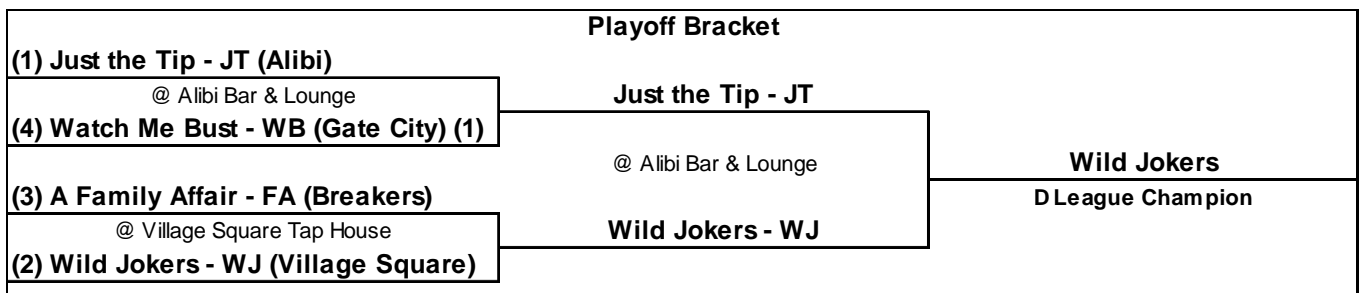 Playoff Bracket
(1) Just the Tip - JT (Alibi)
@ Alibi Bar & Lounge
Just the Tip - JT
(4) Watch Me Bust - WB (Gate City) (1)
@ Alibi Bar & Lounge
Wild Jokers
(3) A Family Affair - FA (Breakers)
D League Champion
@ Village Square Tap House
Wild Jokers - WJ
(2) Wild Jokers - WJ (Village Square)